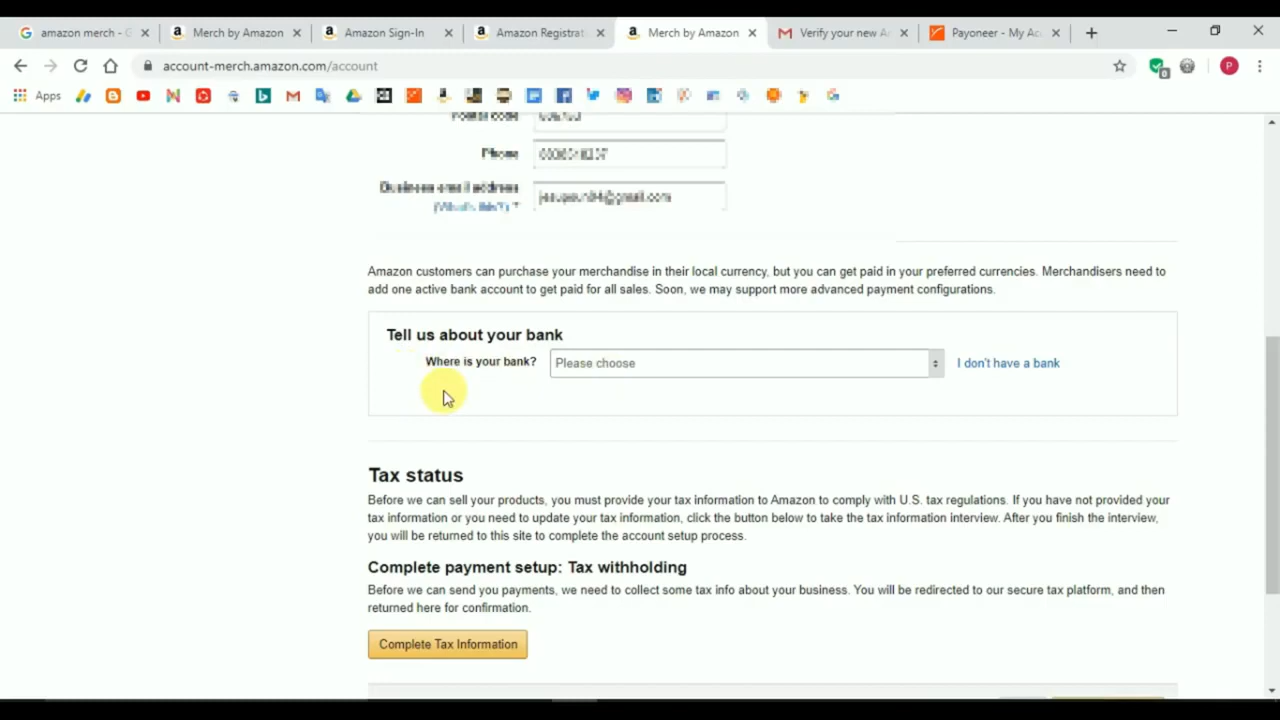 amazon merch - G
Merch by Amazon
Amazon Sign-In
Amazon Registrat
Merch by Amazon
Verify your new A
Payoneer - My Acc
account-merch.amazon.com/account
P
Apps
Postal code
Phone
Business email address
Amazon customers can purchase your merchandise in their local currency, but you can get paid in your preferred currencies. Merchandisers need to
add one active bank account to get paid for all sales. Soon, we may support more advanced payment configurations.
Tell us about your bank
Where is your bank?
Please choose
I don't have a bank
Tax status
Before we can sell your products, you must provide your tax information to Amazon to comply with U.S. tax regulations. If you have not provided your
tax information or you need to update your tax information, click the button below to take the tax information interview. After you finish the interview,
you will be returned to this site to complete the account setup process.
Complete payment setup: Tax withholding
Before we can send you payments, we need to collect some tax info about your business. You will be redirected to our secure tax platform, and then
returned here for confirmation.
Complete Tax Information